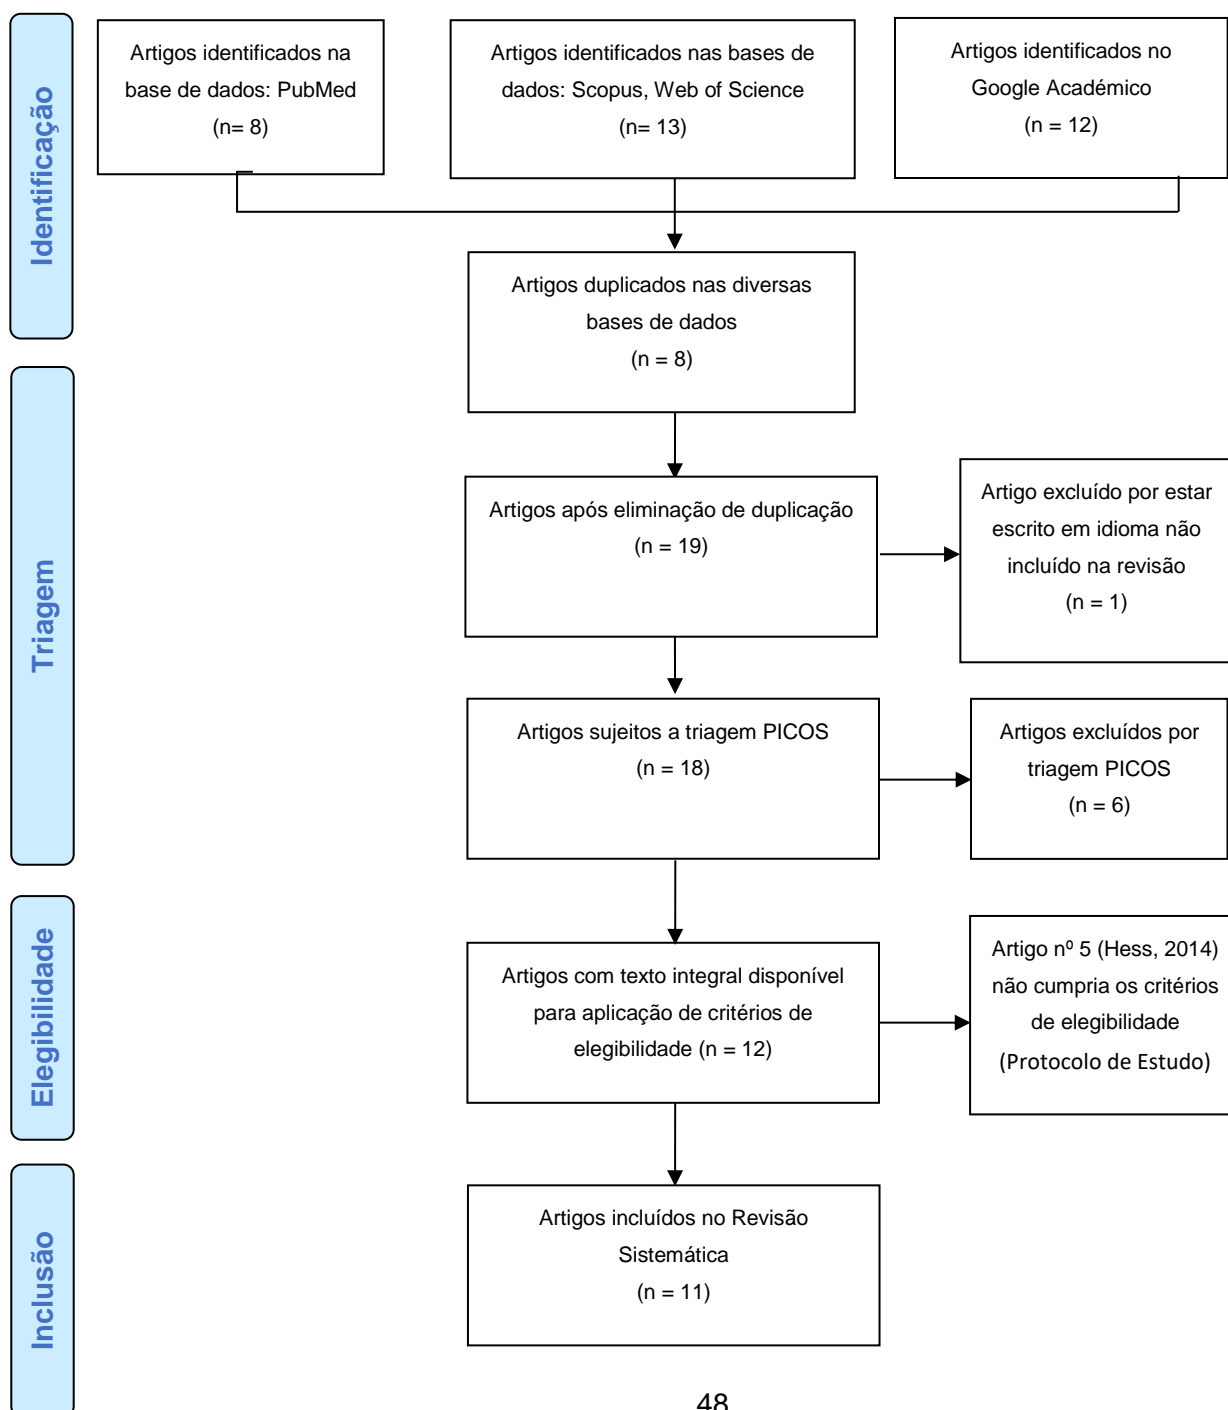 Identificação
Artigos identificados na
base de dados: PubMed
(n= 8)
Artigos identificados nas bases de
dados: Scopus, Web of Science
(n= 13)
Artigos identificados no
Google Académico
(n = 12)
Artigos duplicados nas diversas
bases de dados
(n = 8)
Triagem
Artigos após eliminação de duplicação
(n = 19)
Artigo excluído por estar
escrito em idioma não
incluído na revisão
(n = 1)
Artigos sujeitos a triagem PICOS
(n = 18)
Artigos excluídos por
triagem PICOS
(n = 6)
Elegibilidade
Artigos com texto integral disponível
para aplicação de critérios de
elegibilidade (n = 12)
Artigo nº 5 (Hess, 2014)
não cumpria os critérios
de elegibilidade
(Protocolo de Estudo)
Inclusão
Artigos incluídos no Revisão
Sistemática
(n = 11)
48